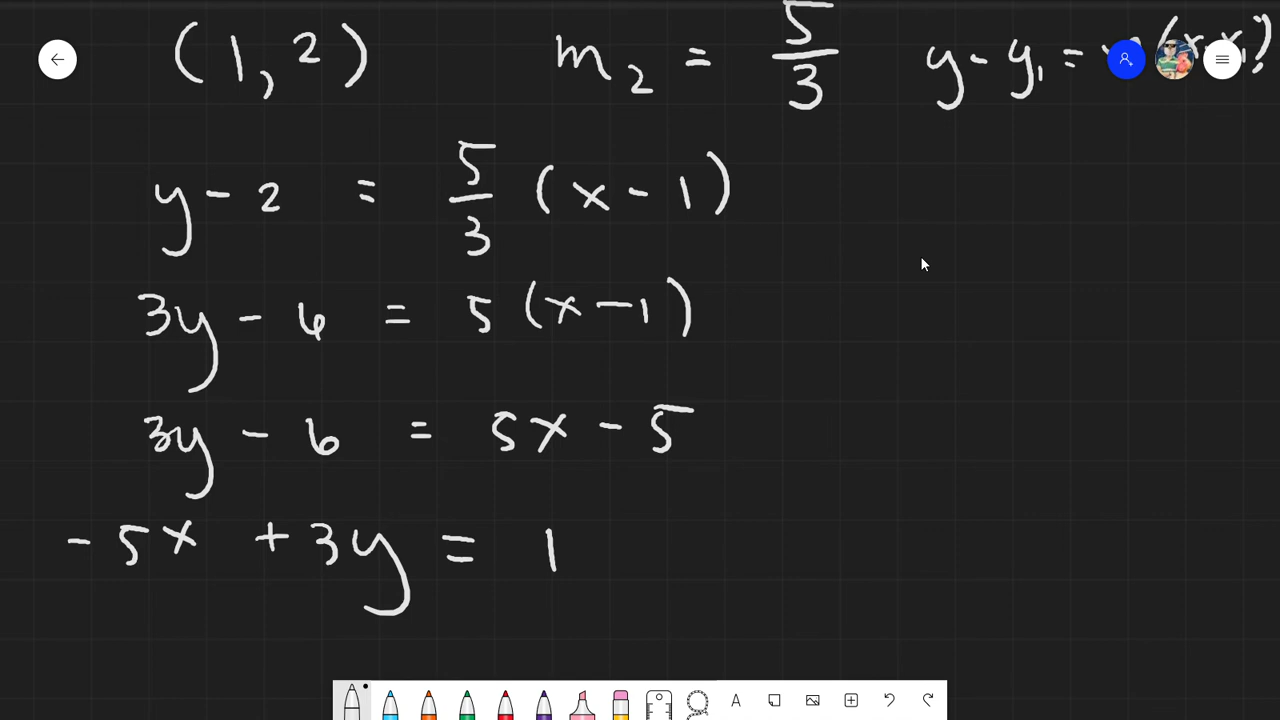 (1, 2) m₂ = 5/3 y - y₁ = (x - x₁)
y - 2 = 5/3 (x - 1)
3y - 6 = 5 (x - 1)
3y - 6 = 5x - 5
- 5x + 3y = 1
A